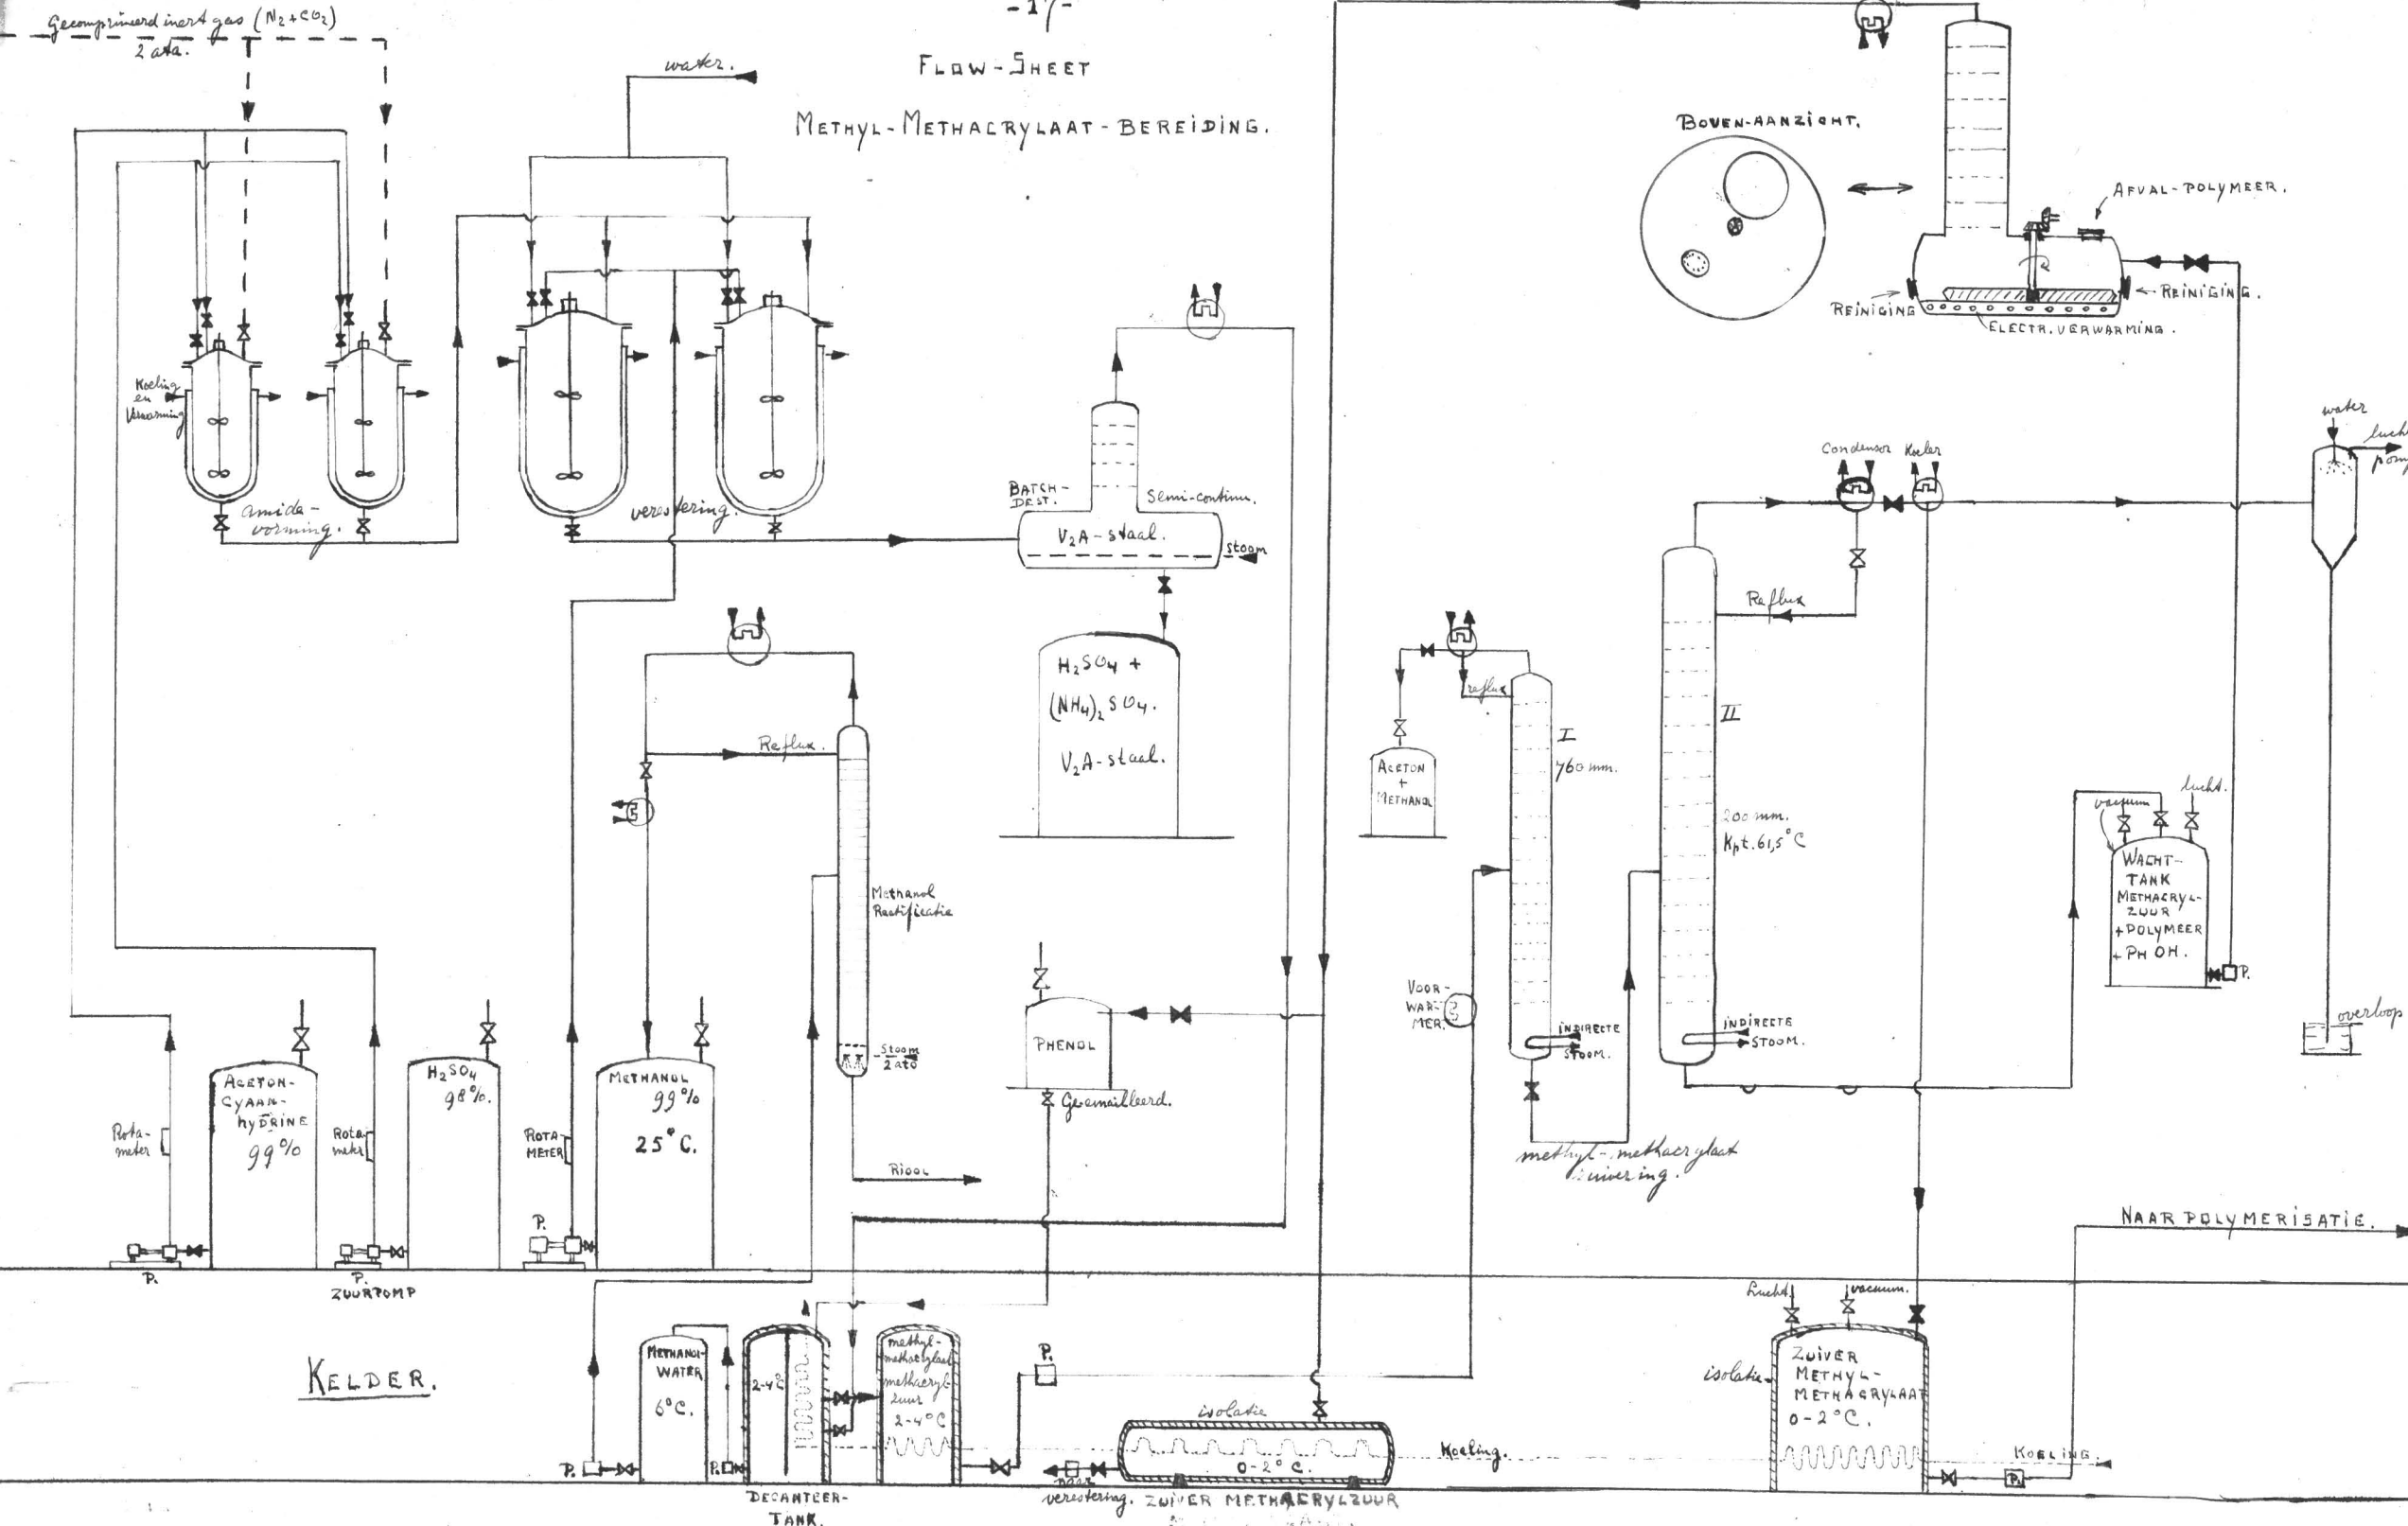 -17-
FLOW-SHEET
METHYL-METHACRYLAAT-BEREIDING.
Gecomprimeerd inert gas (N₂+CO₂)
2 ata.
water.
BOVEN-AANZICHT.
AFVAL-POLYMEER.
REINIGING
REINIGING.
ELECTR. VERWARMING.
Koeling
en
Verwarming
amide-
vorming.
verestering.
BATCH-
DEST.
Semi-continu.
V₂A-staal.
stoom
H₂SO₄ +
(NH₄)₂SO₄.
V₂A-staal.
Condensor
Koeler
water
Reflux
reflux
ACETON
+
METHANOL
I
760 mm.
II
200 mm.
Kpt. 61,5°C
vacuum
lucht.
WACHT-
TANK
METHACRYL-
ZUUR
+POLYMEER
+ PH OH.
P.
overloop
Reflux.
Methanol
Rectificatie
Stoom
2 ato
Riool
VOOR-
WAR-
MER.
INDIRECTE
STOOM.
INDIRECTE
STOOM.
PHENOL
Geemailleerd.
ACETON-
CYAAN-
HYDRINE
99%
H₂SO₄
98%.
METHANOL
99%
25°C.
Rota-
meter
Rota
meter
ROTA-
METER
P.
P.
P.
ZUURPOMP
methyl-methacrylaat
zuivering.
NAAR POLYMERISATIE.
KELDER.
METHANOL-
WATER
6°C.
P.
P.
2-4°C
DECANTEER-
TANK.
methyl-
methacrylaat
methacryl-
zuur
2-4°C
P.
isolatie
0-2°C.
naar
verestering.
ZUIVER METHACRYLZUUR
Koeling.
Lucht.
vacuum.
isolatie
ZUIVER
METHYL-
METHACRYLAAT
0-2°C.
KOELING.
P.